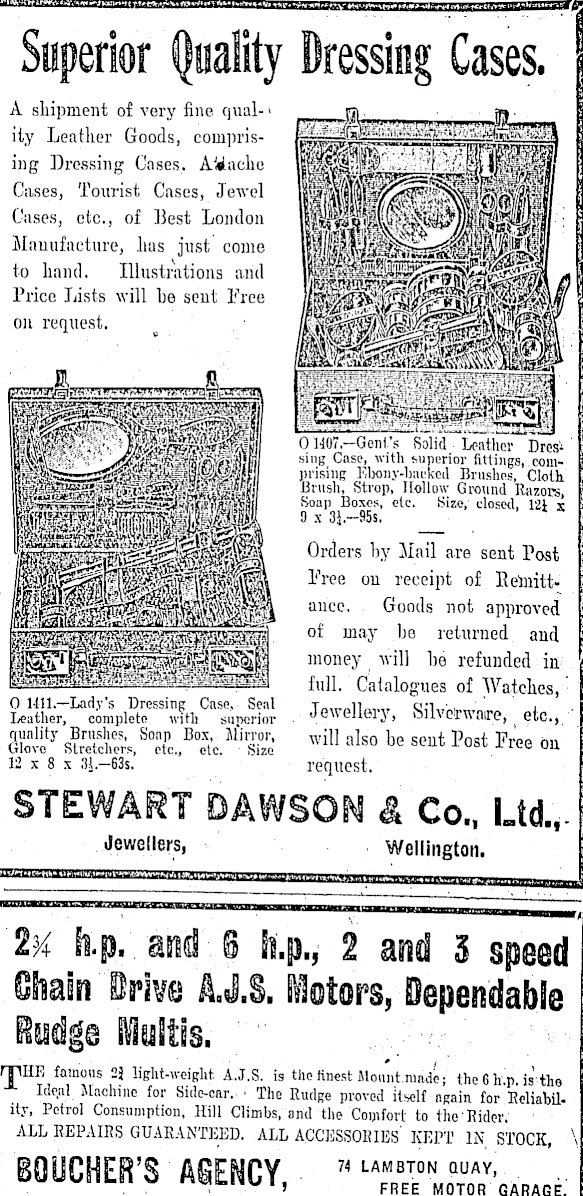 Superior Quality Dressing Cases.
A shipment of very fine qual-
ity Leather Goods, compris-
ing Dressing Cases. Attache
Cases, Tourist Cases, Jewel
Cases, etc., of Best London
Manufacture, has just come
to hand. Illustrations and
Price Lists will be sent Free
on request.
O 1407.—Gent's Solid Leather Dres-
sing Case, with superior fittings, com-
prising Ebony-backed Brushes, Cloth
Brush, Strop, Hollow Ground Razors,
Soap Boxes, etc. Size, closed, 12½ x
9 x 3½.—95s.
O 1411.—Lady's Dressing Case, Seal
Leather, complete with superior
quality Brushes, Soap Box, Mirror,
Glove Stretchers, etc., etc. Size
12 x 8 x 3½.—63s.
Orders by Mail are sent Post
Free on receipt of Remitt-
ance. Goods not approved
of may be returned and
money will be refunded in
full. Catalogues of Watches,
Jewellery, Silverware, etc.,
will also be sent Post Free on
request.
STEWART DAWSON & Co., Ltd.,
Jewellers, Wellington.
2¾ h.p. and 6 h.p., 2 and 3 speed
Chain Drive A.J.S. Motors, Dependable
Rudge Multis.
THE famous 2¾ light-weight A.J.S. is the finest Mount made; the 6 h.p. is the
Ideal Machine for Side-car. The Rudge proved itself again for Reliabil-
ity, Petrol Consumption, Hill Climbs, and the Comfort to the Rider.
ALL REPAIRS GUARANTEED. ALL ACCESSORIES KEPT IN STOCK,
BOUCHER'S AGENCY, 74 LAMBTON QUAY,
FREE MOTOR GARAGE.